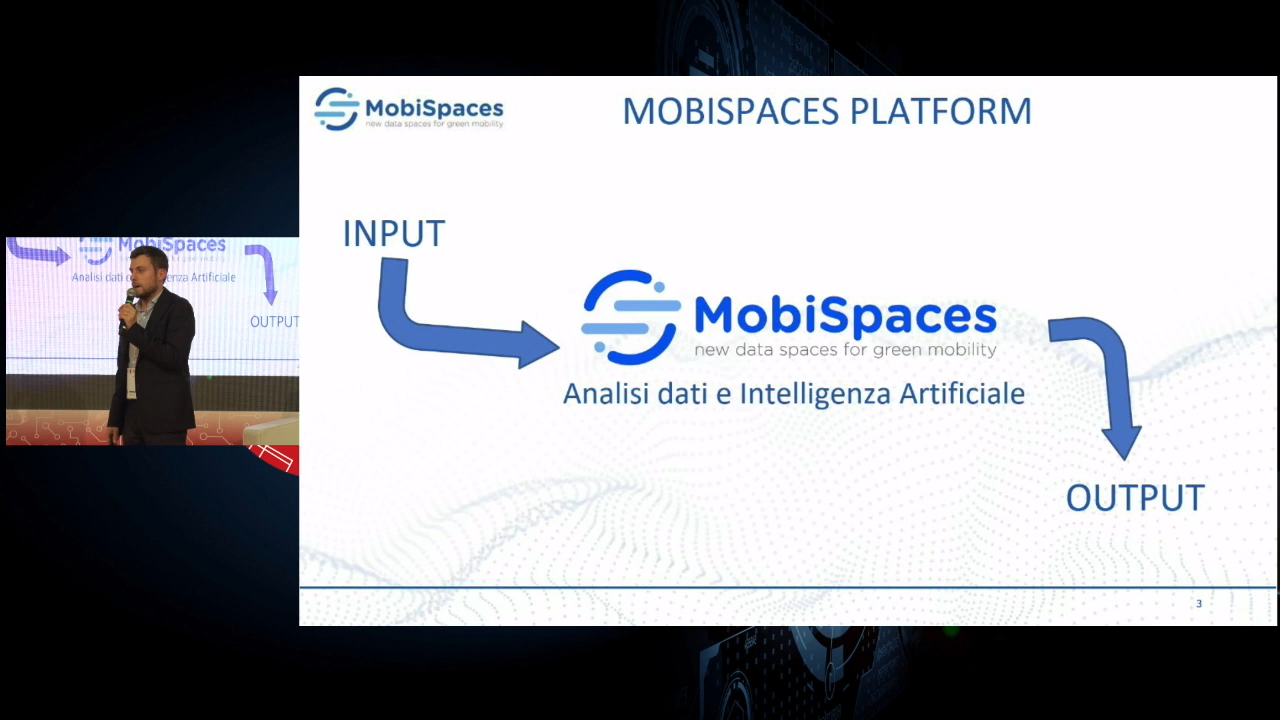 MobiSpaces
new data spaces for green mobility
MOBISPACES PLATFORM
INPUT
MobiSpaces
new data spaces for green mobility
Analisi dati e Intelligenza Artificiale
OUTPUT
3
MobiSpaces
Analisi dati e enza Artificiale
OUTPUT